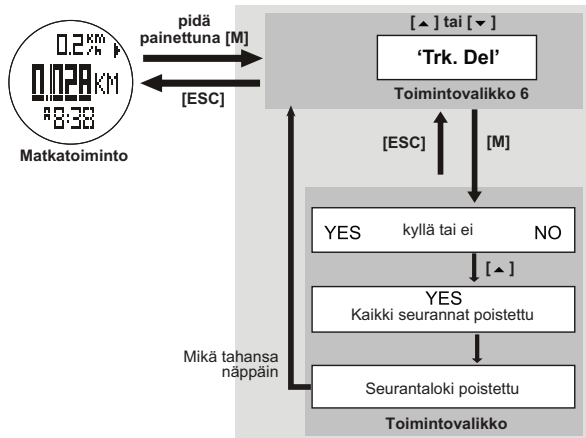 0.2 km/h
0.028 KM
A 8:38
Matkatoiminto
pidä
painettuna [M]
[ESC]
[▲] tai [▼]
‘Trk. Del’
Toimintovalikko 6
[ESC]
[M]
YES kyllä tai ei NO
[▲]
YES
Kaikki seurannat poistettu
Mikä tahansa
näppäin
Seurantaloki poistettu
Toimintovalikko